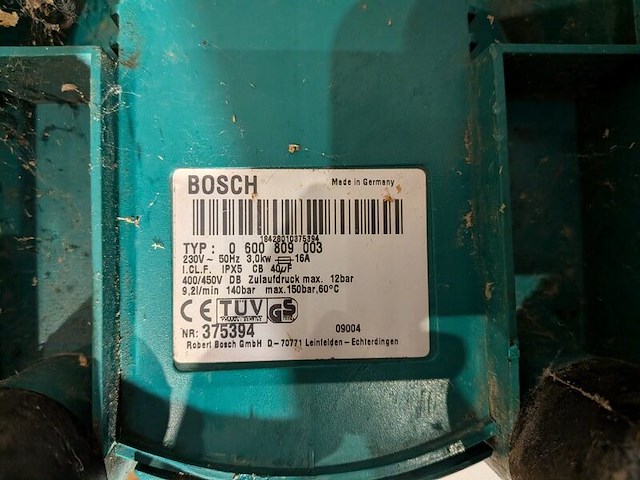 BOSCH
Made in Germany
18428010375394
TYP: 0 600 809 003
230V~ 50Hz 3,0kw 16A
I.CL.F. IPX5 CB 40µF
400/450V DB Zulaufdruck max. 12bar
9,2l/min 140bar max.150bar,60°C
CE TÜV GS
NR: 375394 09004
Robert Bosch GmbH D-70771 Leinfelden-Echterdingen